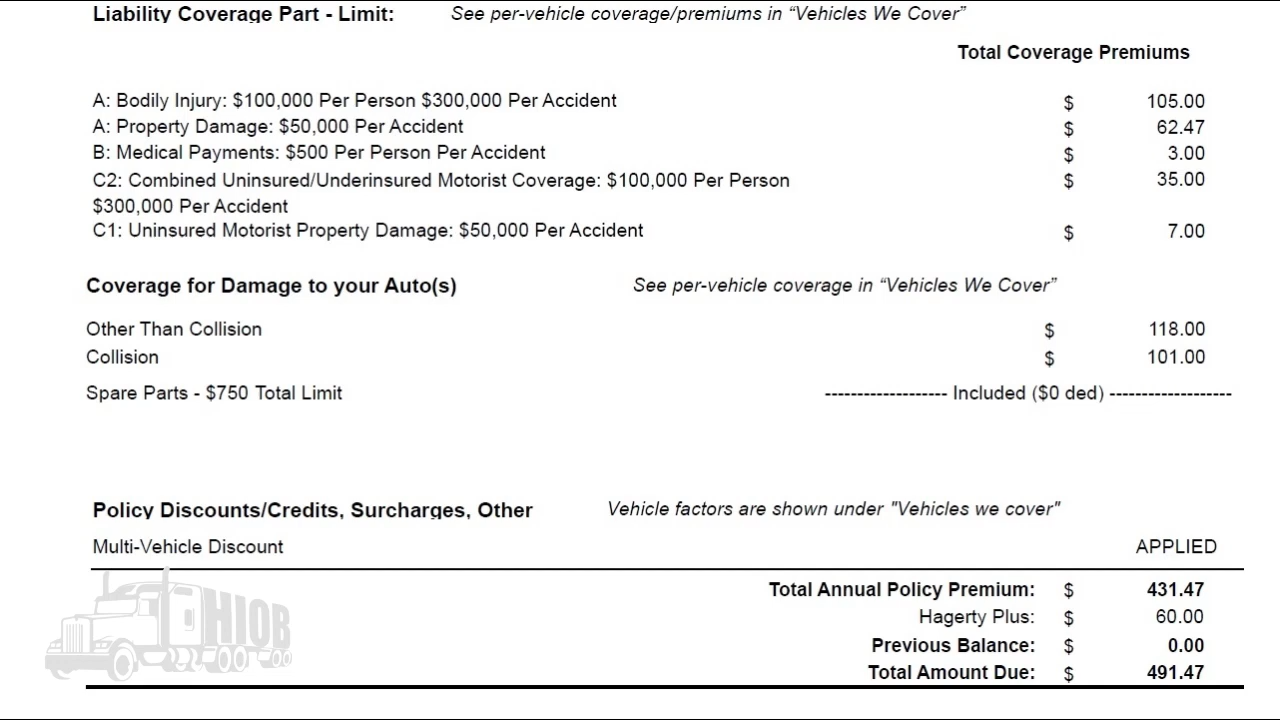 Liability Coverage Part - Limit: See per-vehicle coverage/premiums in “Vehicles We Cover”
Total Coverage Premiums
A: Bodily Injury: $100,000 Per Person $300,000 Per Accident $ 105.00
A: Property Damage: $50,000 Per Accident $ 62.47
B: Medical Payments: $500 Per Person Per Accident $ 3.00
C2: Combined Uninsured/Underinsured Motorist Coverage: $100,000 Per Person $ 35.00
$300,000 Per Accident
C1: Uninsured Motorist Property Damage: $50,000 Per Accident $ 7.00
Coverage for Damage to your Auto(s) See per-vehicle coverage in “Vehicles We Cover”
Other Than Collision $ 118.00
Collision $ 101.00
Spare Parts - $750 Total Limit ------------------- Included ($0 ded) -------------------
Policy Discounts/Credits, Surcharges, Other Vehicle factors are shown under "Vehicles we cover"
Multi-Vehicle Discount APPLIED
Total Annual Policy Premium: $ 431.47
Hagerty Plus: $ 60.00
Previous Balance: $ 0.00
Total Amount Due: $ 491.47
HIOB